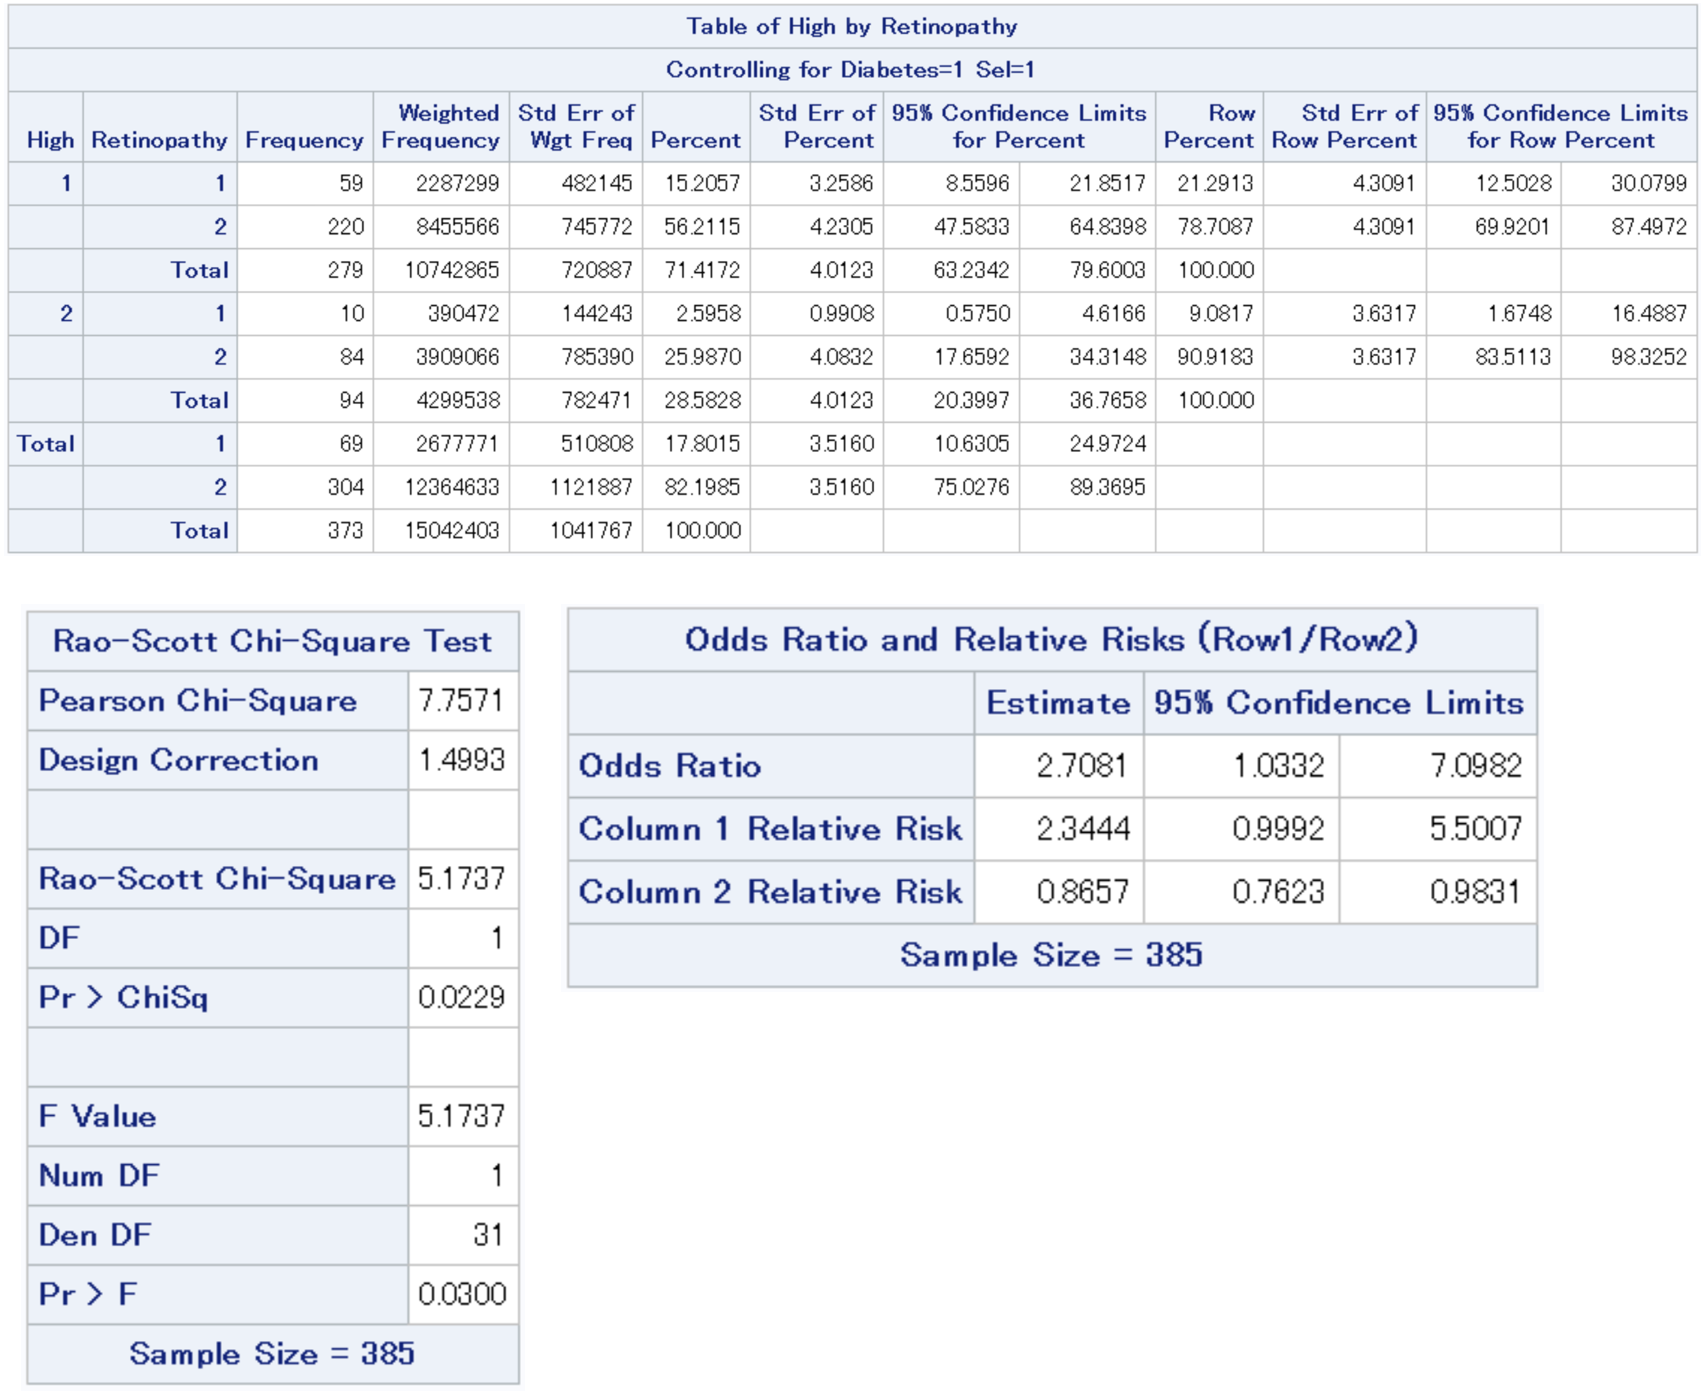 Table of High by Retinopathy
Controlling for Diabetes=1 Sel=1
High Retinopathy Frequency Weighted Frequency Std Err of Wgt Freq Percent Std Err of Percent 95% Confidence Limits for Percent Row Percent Std Err of Row Percent 95% Confidence Limits for Row Percent
1 1 59 2287299 482145 15.2057 3.2586 8.5596 21.8517 21.2913 4.3091 12.5028 30.0799
2 220 8455566 745772 56.2115 4.2305 47.5833 64.8398 78.7087 4.3091 69.9201 87.4972
Total 279 10742865 720887 71.4172 4.0123 63.2342 79.6003 100.000
2 1 10 390472 144243 2.5958 0.9908 0.5750 4.6166 9.0817 3.6317 1.6748 16.4887
2 84 3909066 785390 25.9870 4.0832 17.6592 34.3148 90.9183 3.6317 83.5113 98.3252
Total 94 4299538 782471 28.5828 4.0123 20.3997 36.7658 100.000
Total 1 69 2677771 510808 17.8015 3.5160 10.6305 24.9724
2 304 12364633 1121887 82.1985 3.5160 75.0276 89.3695
Total 373 15042403 1041767 100.000
Rao-Scott Chi-Square Test
Pearson Chi-Square 7.7571
Design Correction 1.4993
Rao-Scott Chi-Square 5.1737
DF 1
Pr > ChiSq 0.0229
F Value 5.1737
Num DF 1
Den DF 31
Pr > F 0.0300
Sample Size = 385
Odds Ratio and Relative Risks (Row1/Row2)
Estimate 95% Confidence Limits
Odds Ratio 2.7081 1.0332 7.0982
Column 1 Relative Risk 2.3444 0.9992 5.5007
Column 2 Relative Risk 0.8657 0.7623 0.9831
Sample Size = 385